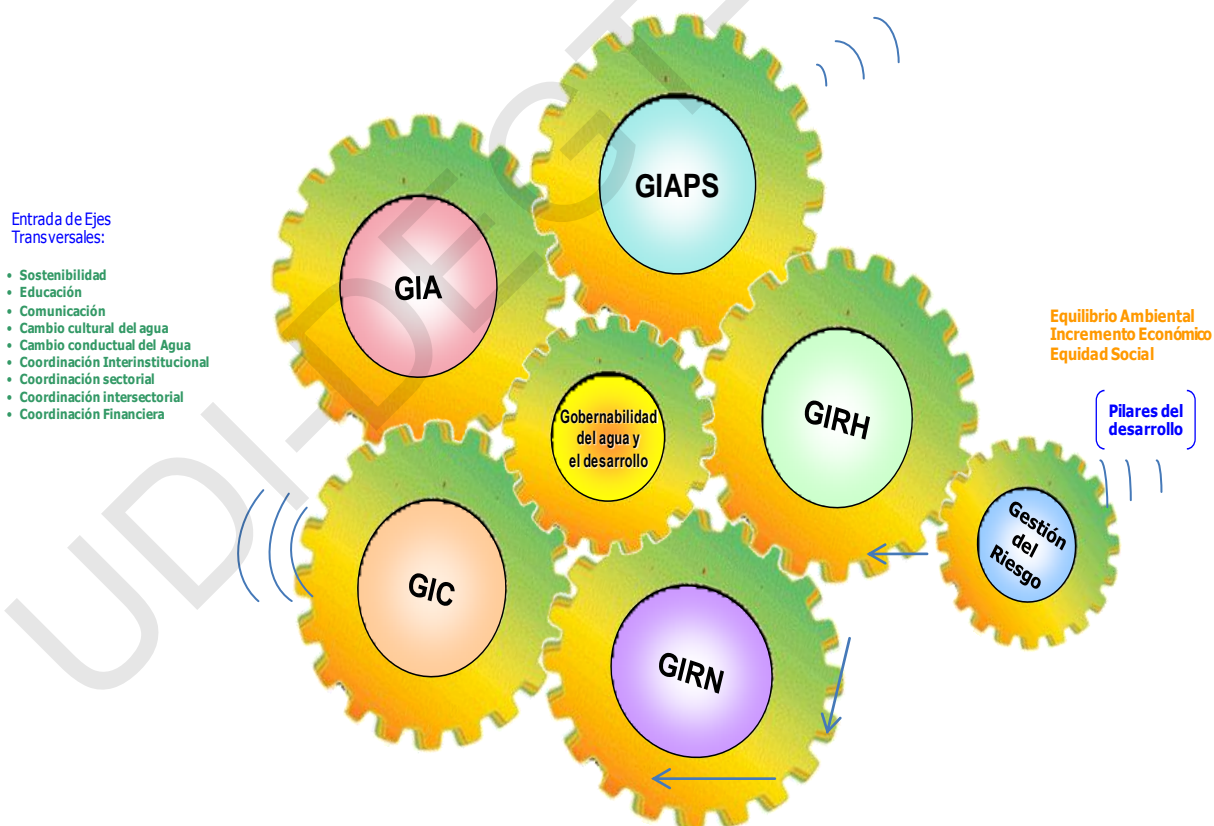 GIAPS
Entrada de Ejes
Transversales:
• Sostenibilidad
• Educación
• Comunicación
• Cambio cultural del agua
• Cambio conductual del Agua
• Coordinación Interinstitucional
• Coordinación sectorial
• Coordinación intersectorial
• Coordinación Financiera
GIA
Equilibrio Ambiental
Incremento Económico
Equidad Social
Pilares del
desarrollo
GIRH
Gobernabilidad
del agua y
el desarrollo
Gestión
del
Riesgo
GIC
GIRN